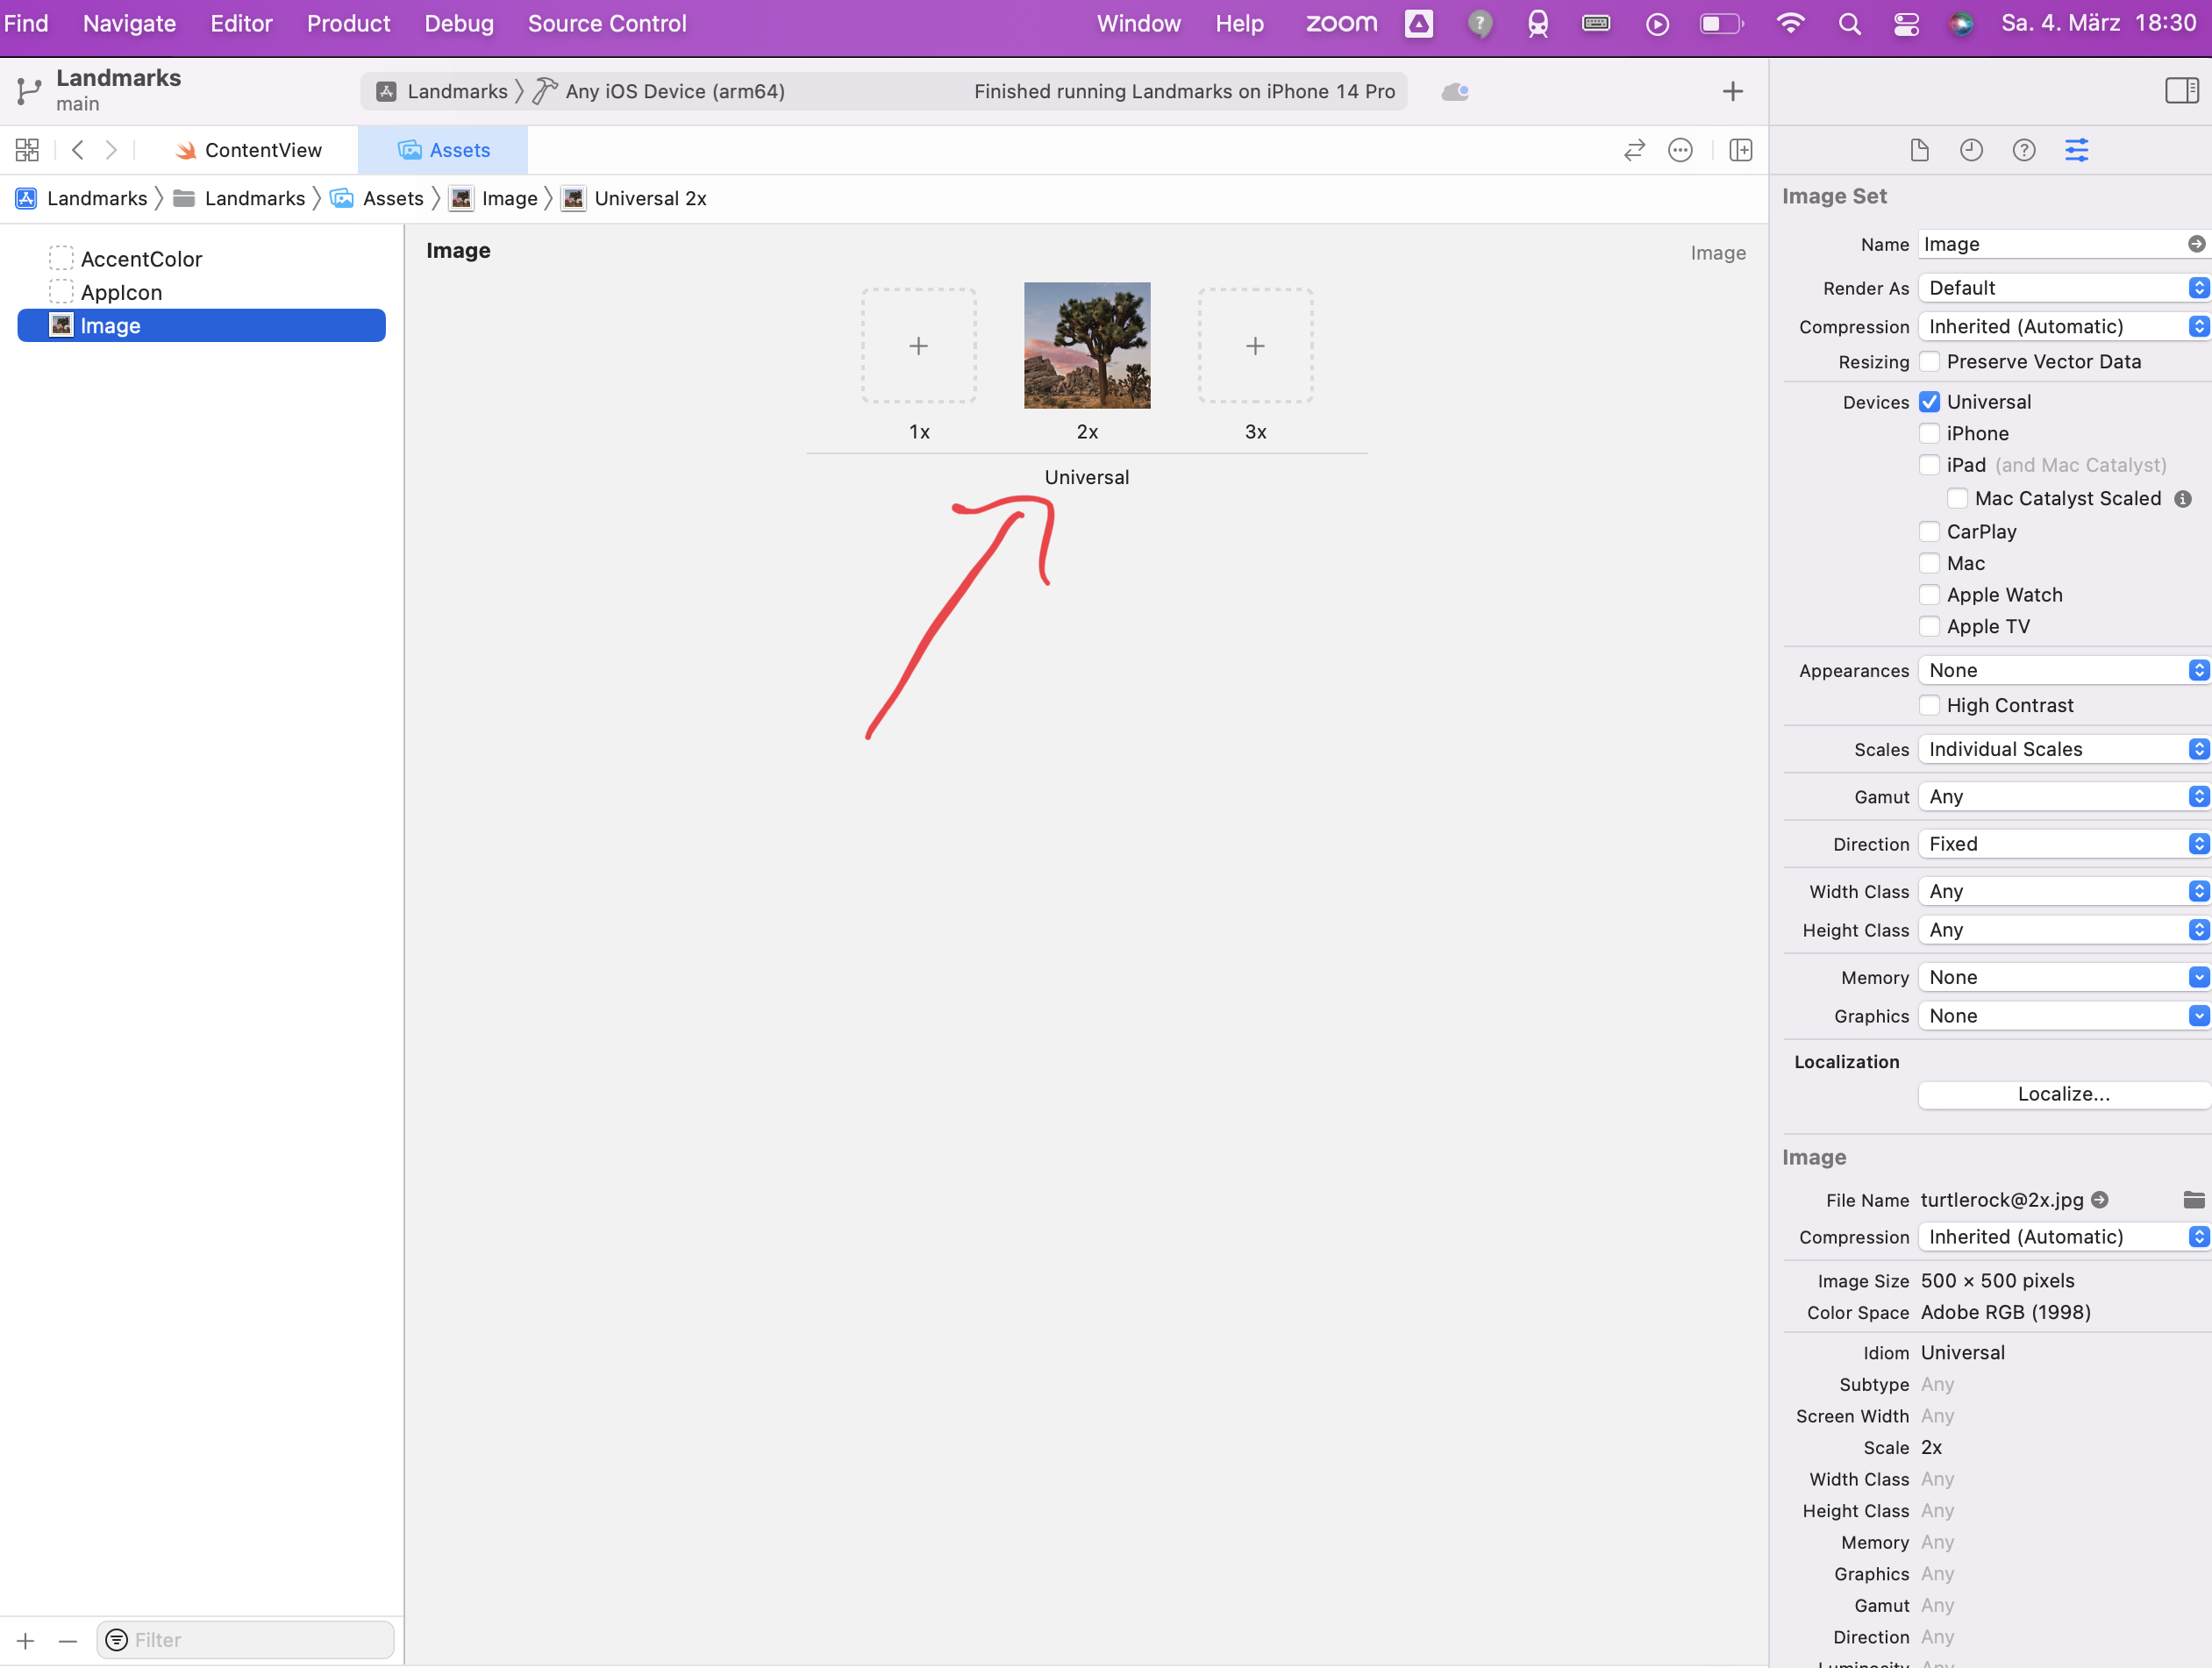 Find Navigate Editor Product Debug Source Control Window Help zoom Sa. 4. März 18:30
Landmarks
main
Landmarks Any iOS Device (arm64) Finished running Landmarks on iPhone 14 Pro
ContentView Assets
Landmarks Landmarks Assets Image Universal 2x
AccentColor
AppIcon
Image
Filter
Image Image
1x 2x 3x
Universal
Image Set
Name Image
Render As Default
Compression Inherited (Automatic)
Resizing Preserve Vector Data
Devices Universal
iPhone
iPad (and Mac Catalyst)
Mac Catalyst Scaled
CarPlay
Mac
Apple Watch
Apple TV
Appearances None
High Contrast
Scales Individual Scales
Gamut Any
Direction Fixed
Width Class Any
Height Class Any
Memory None
Graphics None
Localization
Localize...
Image
File Name turtlerock@2x.jpg
Compression Inherited (Automatic)
Image Size 500 × 500 pixels
Color Space Adobe RGB (1998)
Idiom Universal
Subtype Any
Screen Width Any
Scale 2x
Width Class Any
Height Class Any
Memory Any
Graphics Any
Gamut Any
Direction Any
Luminosity Any